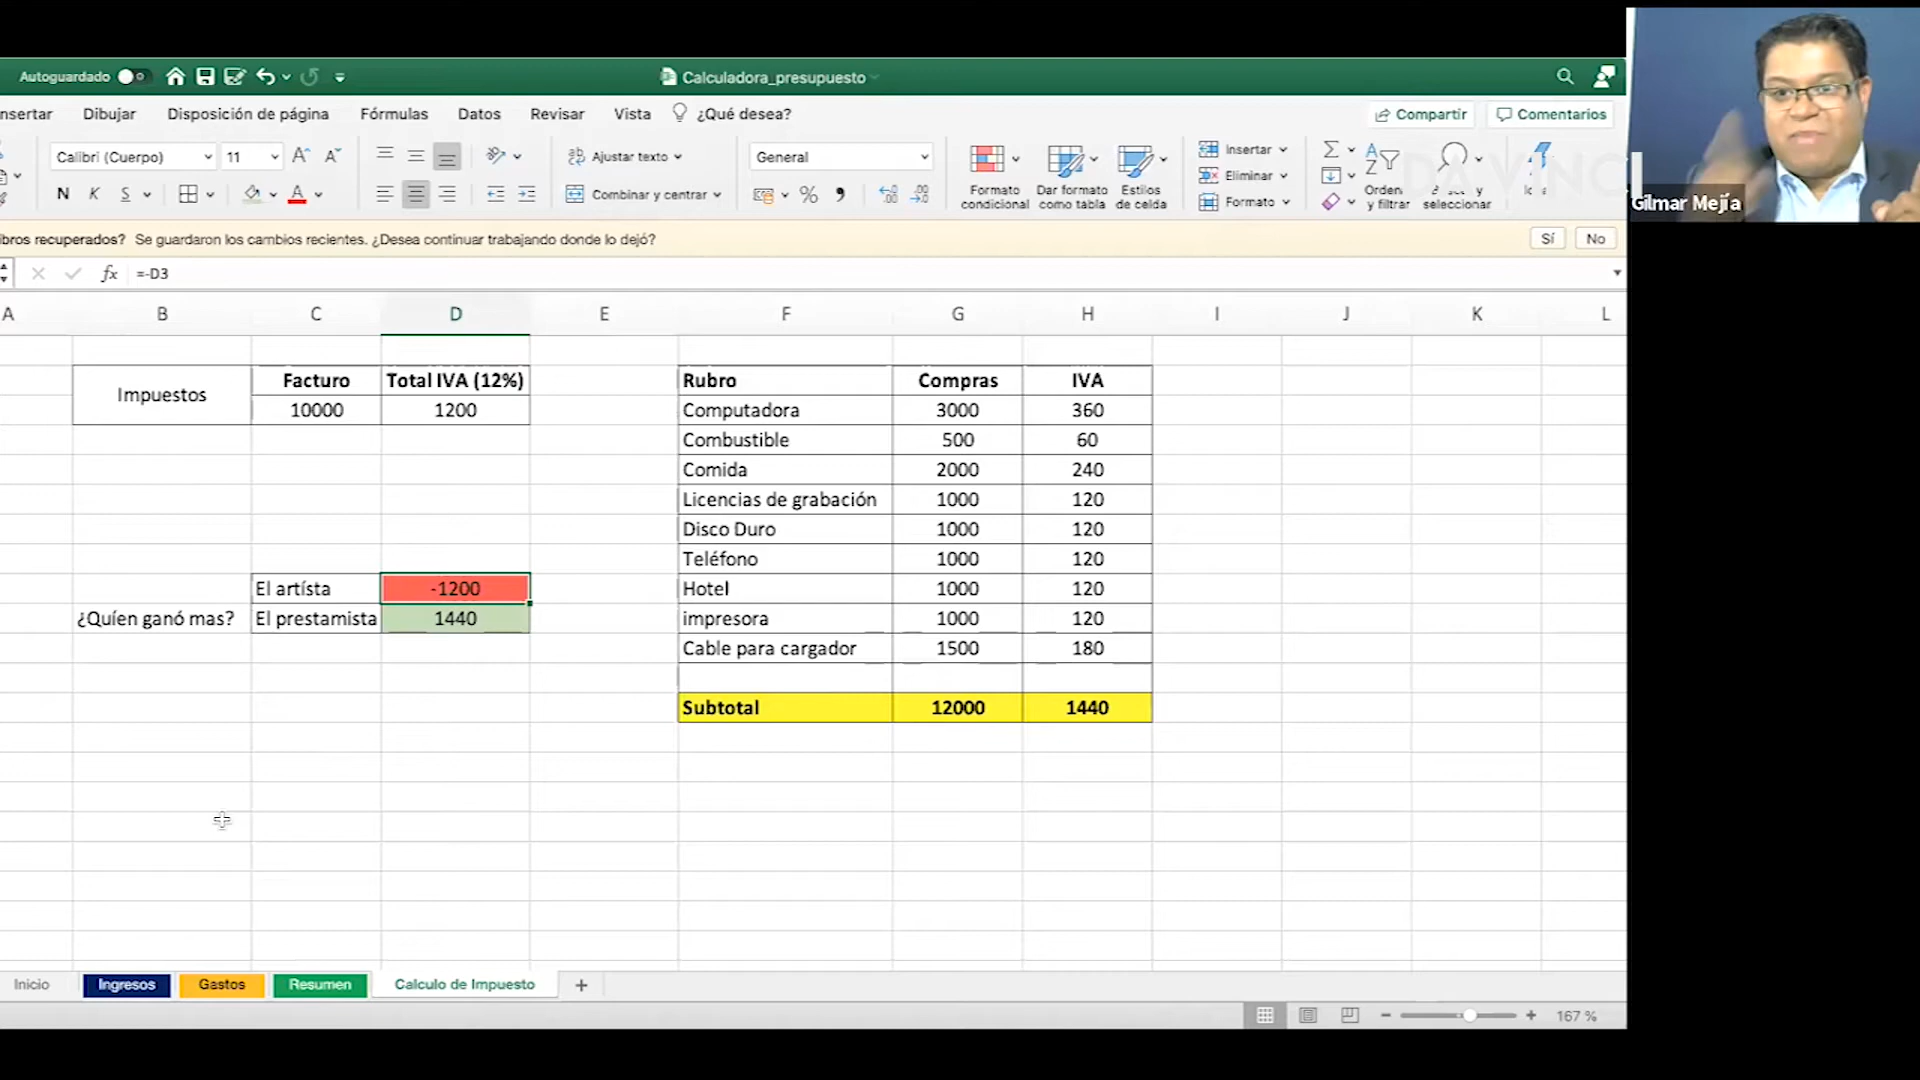 Autoguardado
Calculadora_presupuesto
nsertar Dibujar Disposición de página Fórmulas Datos Revisar Vista ¿Qué desea? Compartir Comentarios
Calibri (Cuerpo) 11 A A Ajustar texto General
N K S A Combinar y centrar % Formato condicional Dar formato como tabla Estilos de celda
Insertar
Eliminar
Formato
Orden y filtrar
seleccionar
DAVINCI
Gilmar Mejía
ibros recuperados? Se guardaron los cambios recientes. ¿Desea continuar trabajando donde lo dejó? Sí No
fx =-D3
A B C D E F G H I J K L
Impuestos
Facturo Total IVA (12%)
10000 1200
Rubro Compras IVA
Computadora 3000 360
Combustible 500 60
Comida 2000 240
Licencias de grabación 1000 120
Disco Duro 1000 120
Teléfono 1000 120
Hotel 1000 120
impresora 1000 120
Cable para cargador 1500 180
Subtotal 12000 1440
El artísta -1200
¿Quíen ganó mas? El prestamista 1440
Inicio Ingresos Gastos Resumen Calculo de Impuesto +
167 %